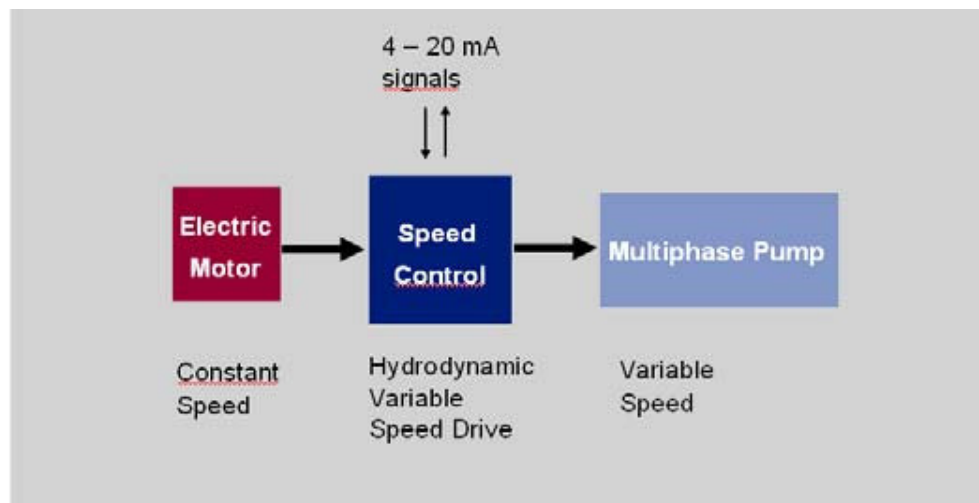 4 – 20 mA
signals
Electric
Motor
Speed
Control
Multiphase Pump
Constant
Speed
Hydrodynamic
Variable
Speed Drive
Variable
Speed